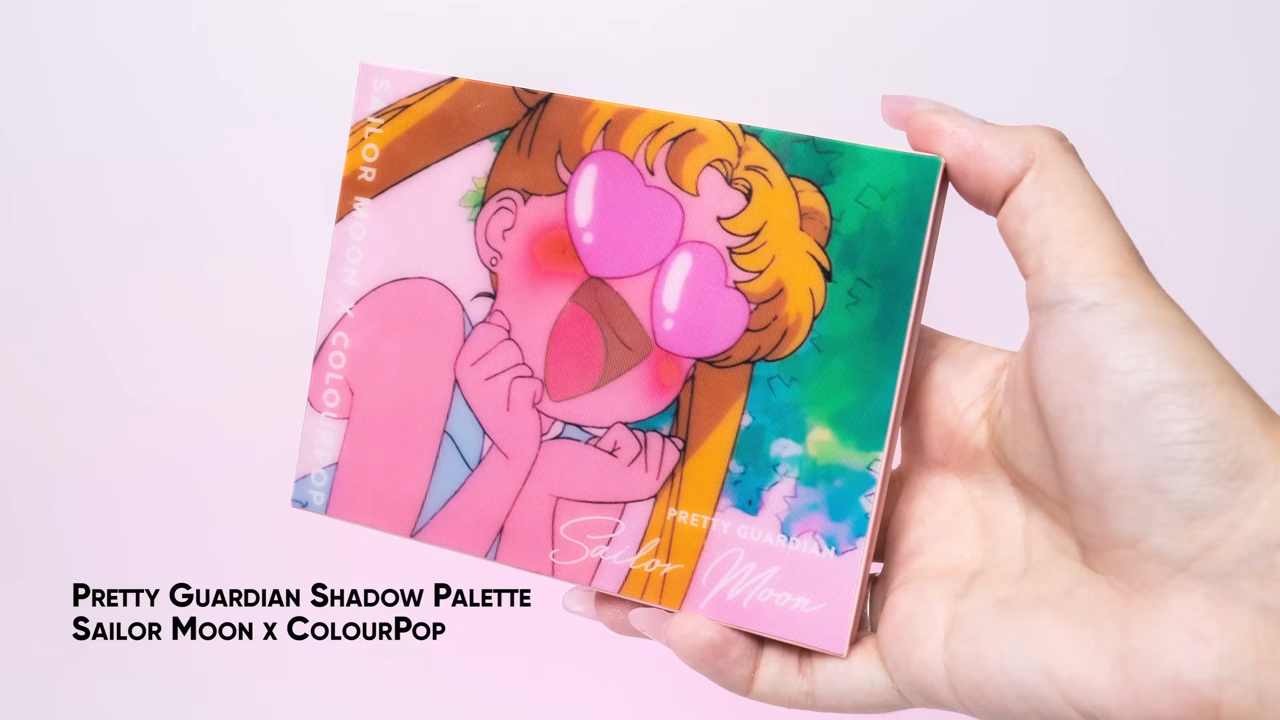 SAILOR MOON X COLOURPOP
PRETTY GUARDIAN
Sailor Moon
Pretty Guardian Shadow Palette
Sailor Moon x ColourPop